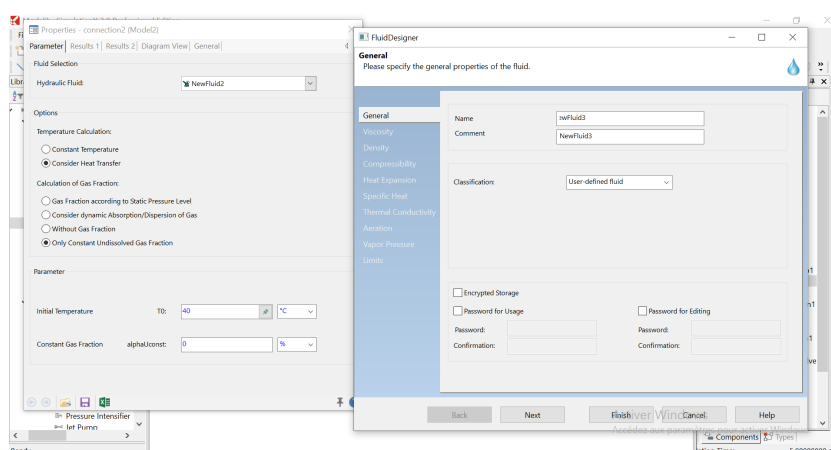 Properties - connection2 (Model2)
Parameter Results 1 Results 2 Diagram View General
Fluid Selection
Hydraulic Fluid: NewFluid2
Options
Temperature Calculation:
Constant Temperature
Consider Heat Transfer
Calculation of Gas Fraction:
Gas Fraction according to Static Pressure Level
Consider dynamic Absorption/Dispersion of Gas
Without Gas Fraction
Only Constant Undissolved Gas Fraction
Parameter
Initial Temperature T0: 40 °C
Constant Gas Fraction alphaUconst: 0 %
Pressure Intensifier
Jet Pump
FluidDesigner
General
Please specify the general properties of the fluid.
General
Viscosity
Density
Compressibility
Heat Expansion
Specific Heat
Thermal Conductivity
Aeration
Vapor Pressure
Limits
Name wFluid3
Comment NewFluid3
Classification: User-defined fluid
Encrypted Storage
Password for Usage Password for Editing
Password: Password:
Confirmation: Confirmation:
Back Next Finish Cancel Help
Components Types